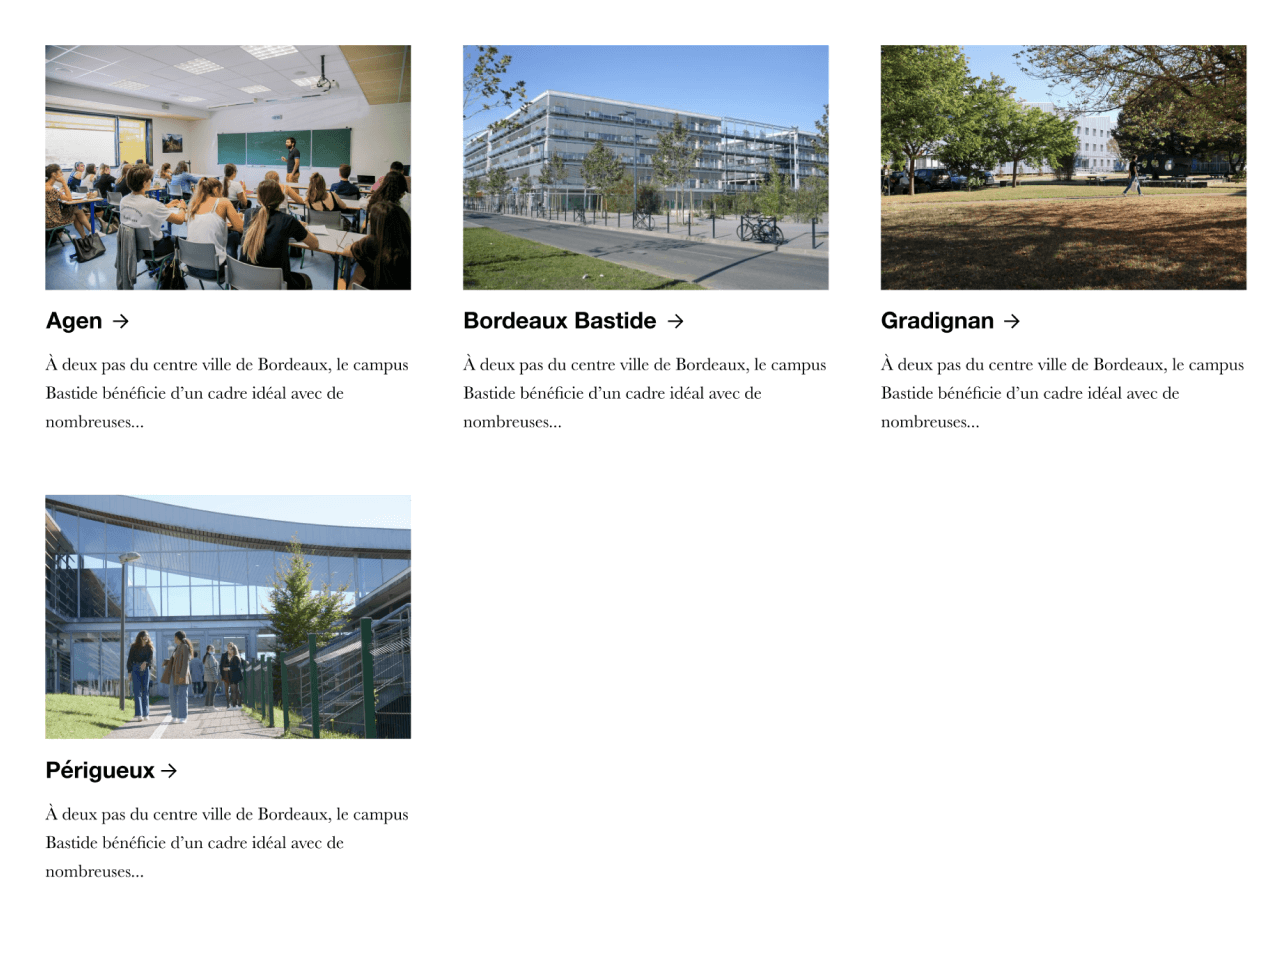 Agen →
À deux pas du centre ville de Bordeaux, le campus
Bastide bénéficie d’un cadre idéal avec de
nombreuses...
Bordeaux Bastide →
À deux pas du centre ville de Bordeaux, le campus
Bastide bénéficie d’un cadre idéal avec de
nombreuses...
Gradignan →
À deux pas du centre ville de Bordeaux, le campus
Bastide bénéficie d’un cadre idéal avec de
nombreuses...
Périgueux →
À deux pas du centre ville de Bordeaux, le campus
Bastide bénéficie d’un cadre idéal avec de
nombreuses...